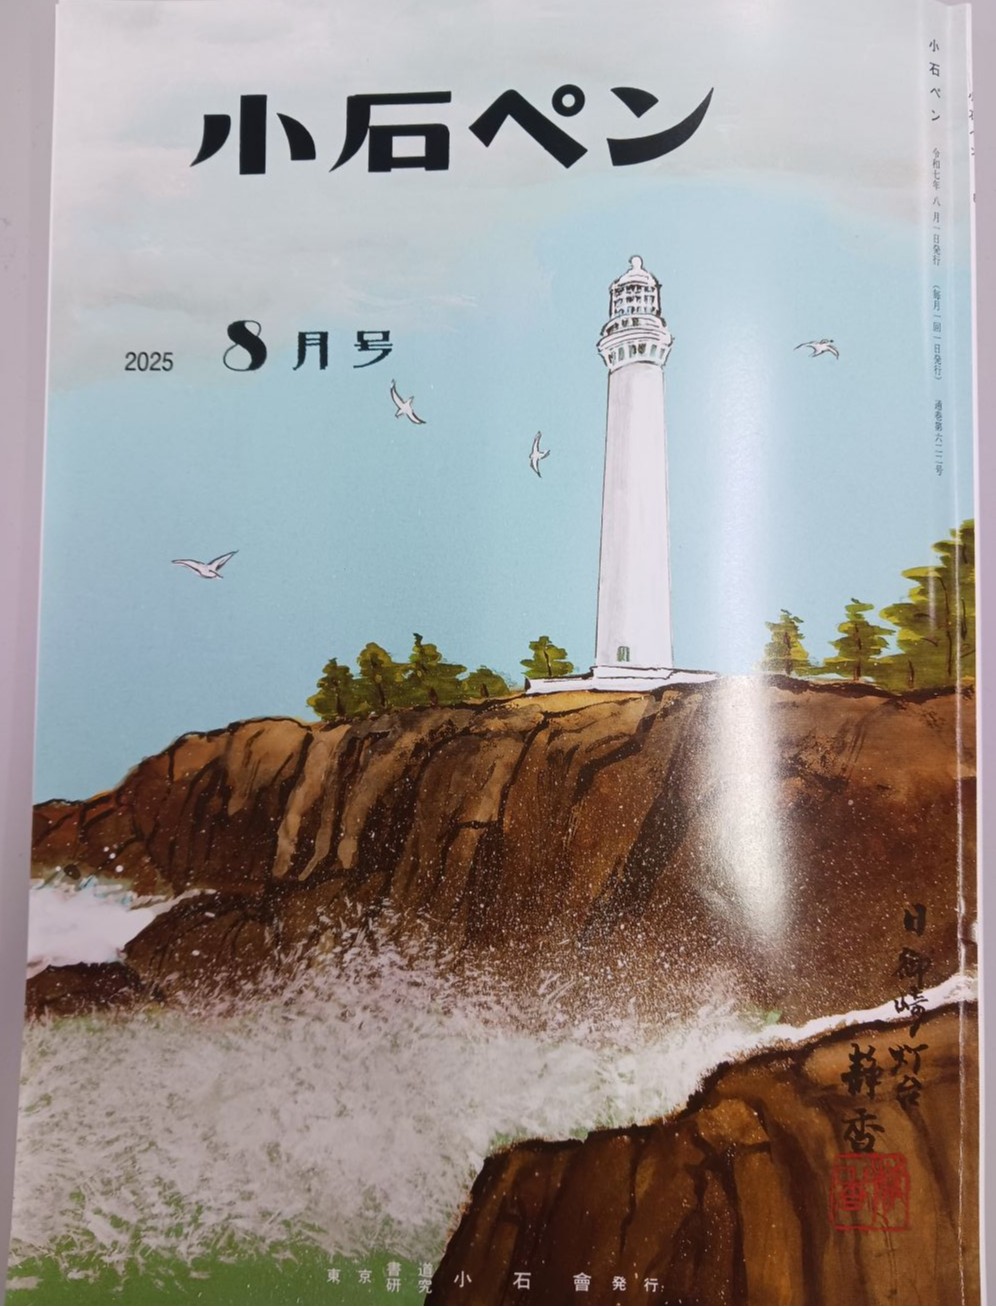 小石ペン
2025 8月号
小石ペン 令和七年八月一日発行 (毎月一回一日発行) 通巻第六二二号
日御碕灯台
静香
東京書道研究小石會発行